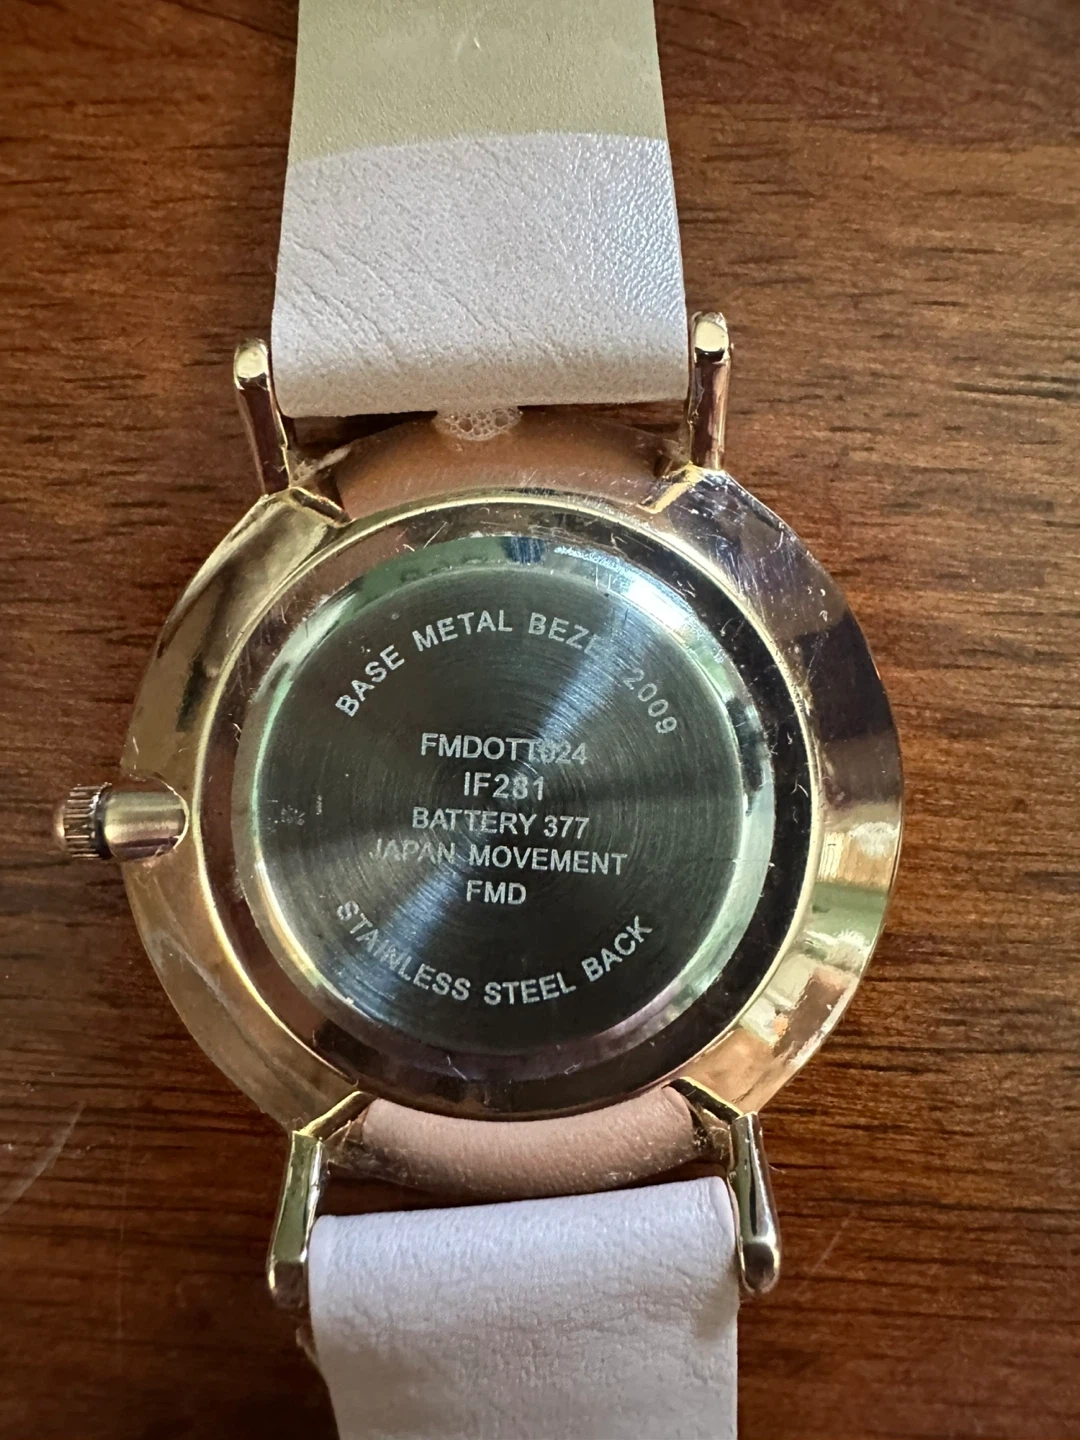 BASE METAL BEZEL 2009
FMDOTT024
IF281
BATTERY 377
JAPAN MOVEMENT
FMD
STAINLESS STEEL BACK